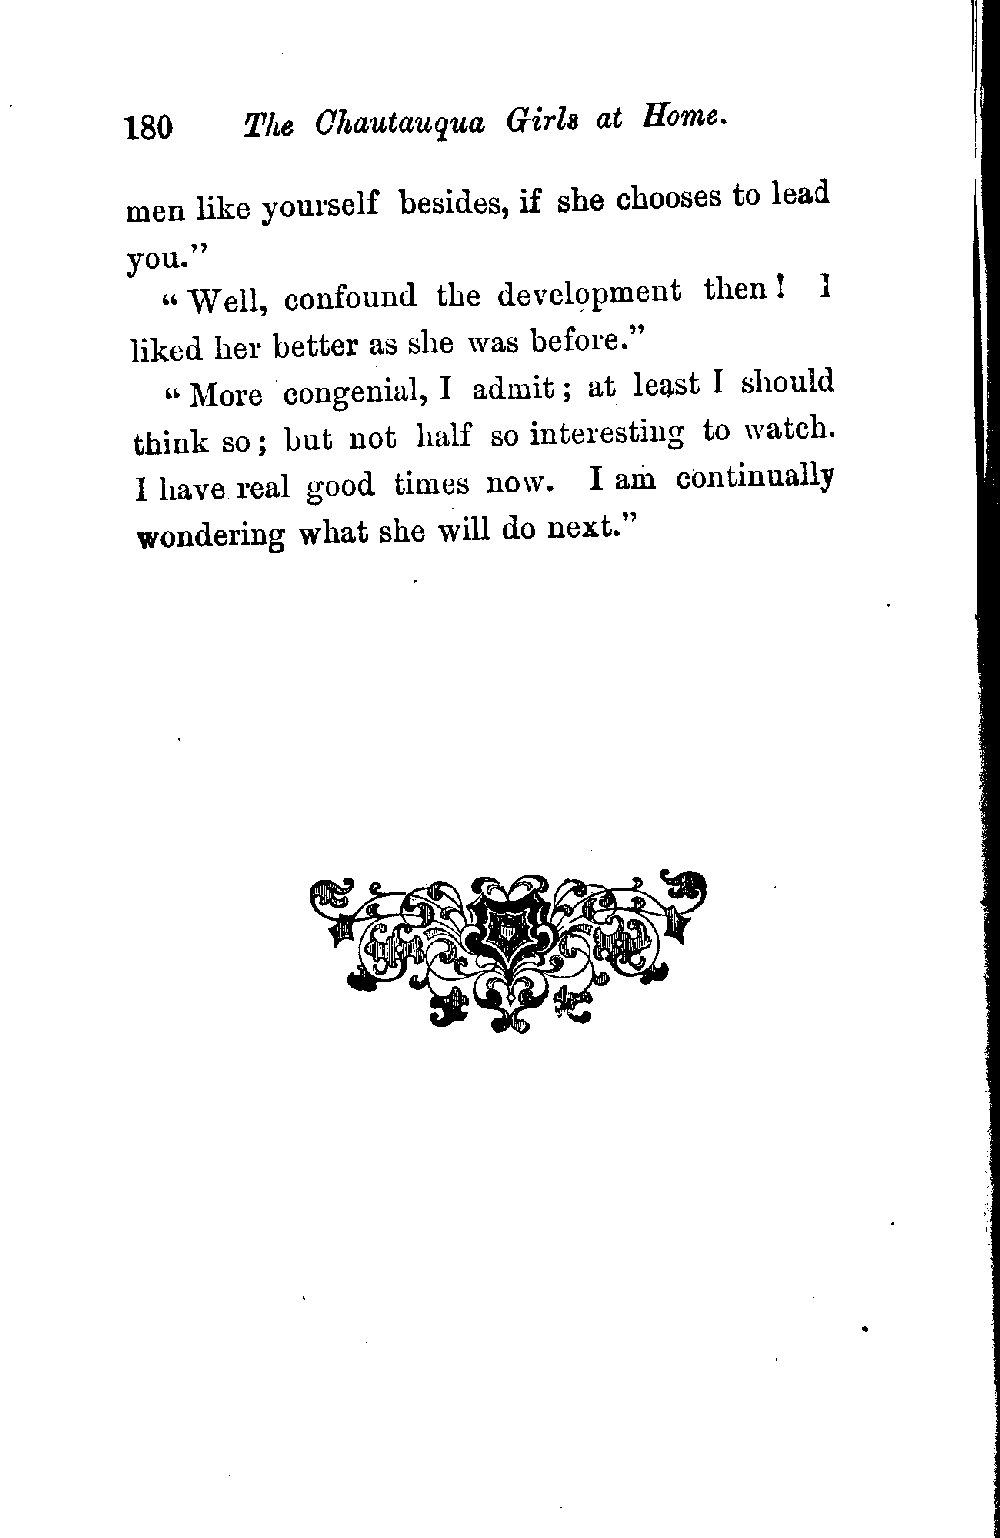 180 The Chautauqua Girls at Home.
men like yourself besides, if she chooses to lead
you."
"Well, confound the development then! I
liked her better as she was before."
"More congenial, I admit; at least I should
think so; but not half so interesting to watch.
I have real good times now. I am continually
wondering what she will do next."